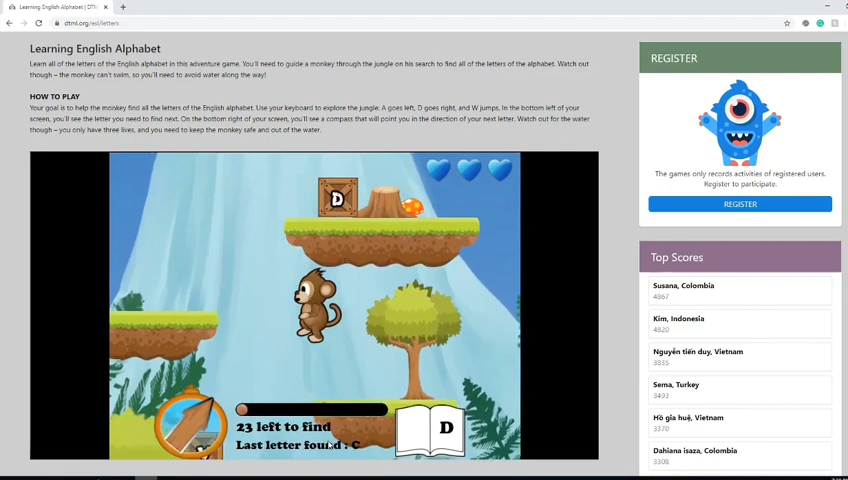 Learning English Alphabet | DTM
dtml.org/esl/letters
Learning English Alphabet
Learn all of the letters of the English alphabet in this adventure game. You'll need to guide a monkey through the jungle on his search to find all of the letters of the alphabet. Watch out
though – the monkey can't swim, so you'll need to avoid water along the way!
HOW TO PLAY
Your goal is to help the monkey find all the letters of the English alphabet. Use your keyboard to explore the jungle: A goes left, D goes right, and W jumps. In the bottom left of your
screen, you'll see the letter you need to find next. On the bottom right of your screen, you'll see a compass that will point you in the direction of your next letter. Watch out for the water
though – you only have three lives, and you need to keep the monkey safe and out of the water.
D
23 left to find
Last letter found : C
D
REGISTER
The games only records activities of registered users.
Register to participate.
REGISTER
Top Scores
Susana, Colombia
4867
Kim, Indonesia
4820
Nguyễn tiến duy, Vietnam
3835
Sema, Turkey
3493
Hồ gia huệ, Vietnam
3370
Dahiana isaza, Colombia
3308